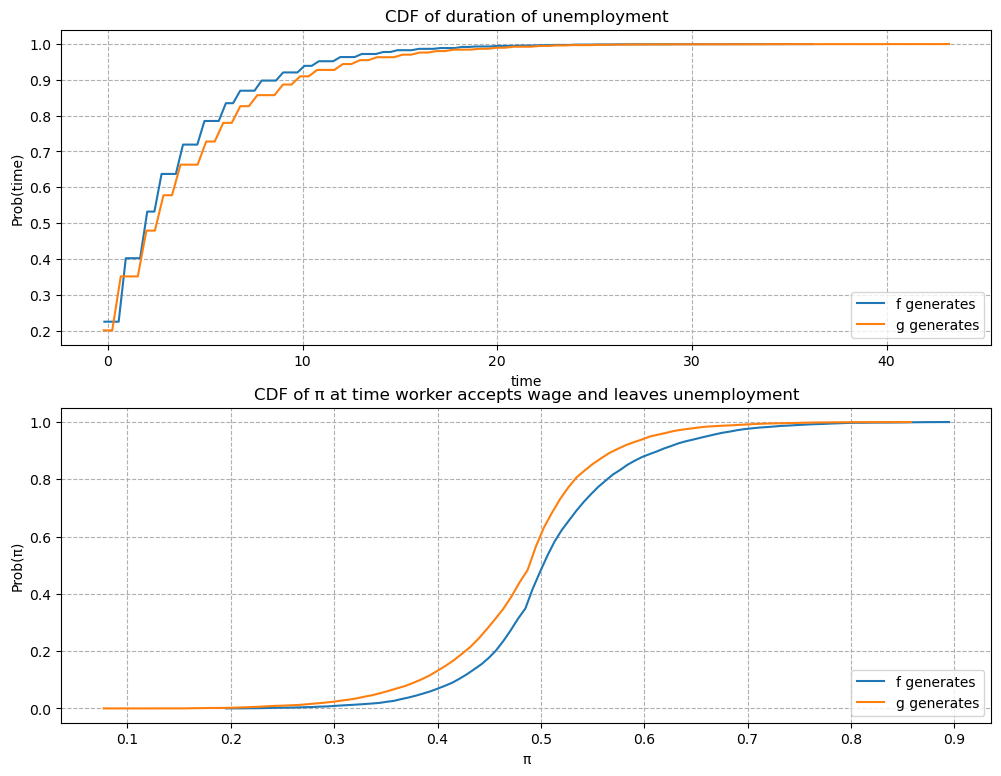 CDF of duration of unemployment
Prob(time)
1.0
0.9
0.8
0.7
0.6
0.5
0.4
0.3
0.2
f generates
g generates
0 10 20 30 40
time
CDF of π at time worker accepts wage and leaves unemployment
Prob(π)
1.0
0.8
0.6
0.4
0.2
0.0
f generates
g generates
0.1 0.2 0.3 0.4 0.5 0.6 0.7 0.8 0.9
π